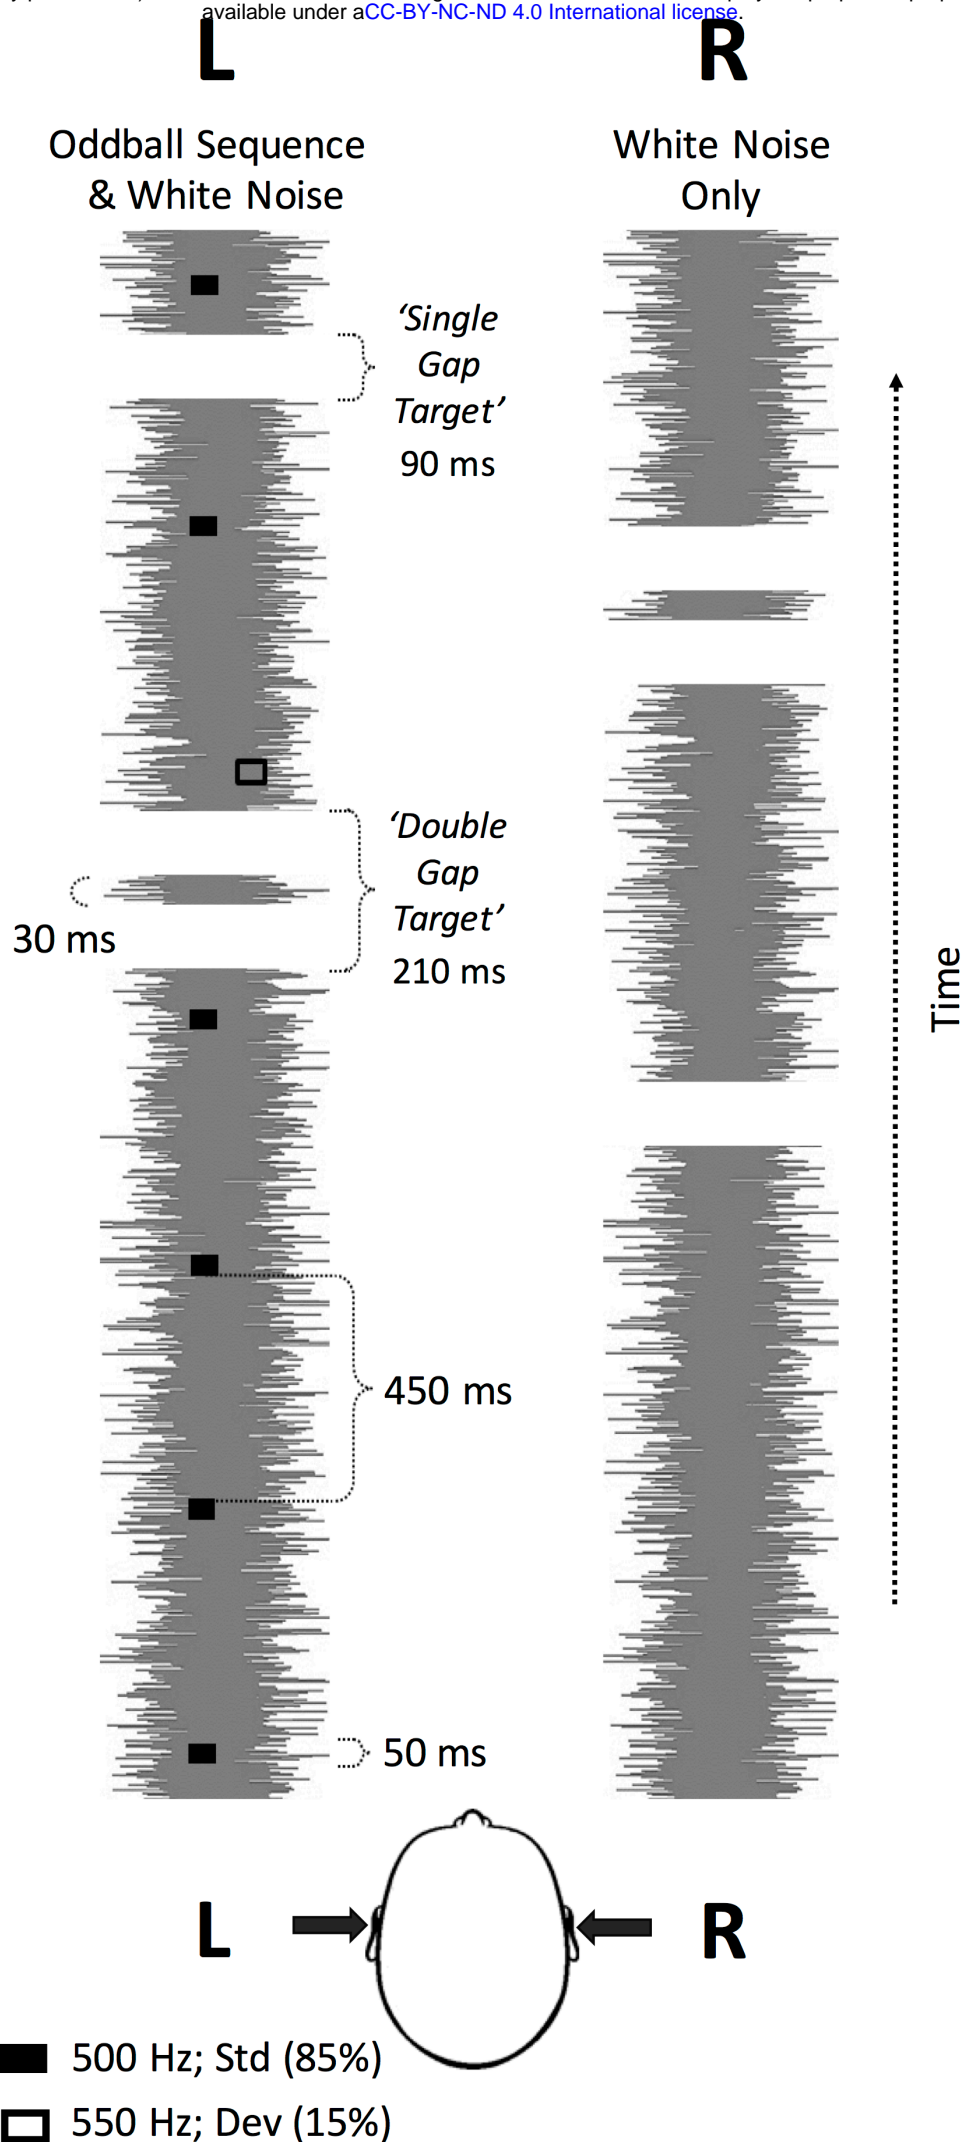 available under aCC-BY-NC-ND 4.0 International license.
L
R
Oddball Sequence
& White Noise
White Noise
Only
‘Single
Gap
Target’
90 ms
‘Double
Gap
Target’
210 ms
30 ms
Time
450 ms
50 ms
L
R
500 Hz; Std (85%)
550 Hz; Dev (15%)